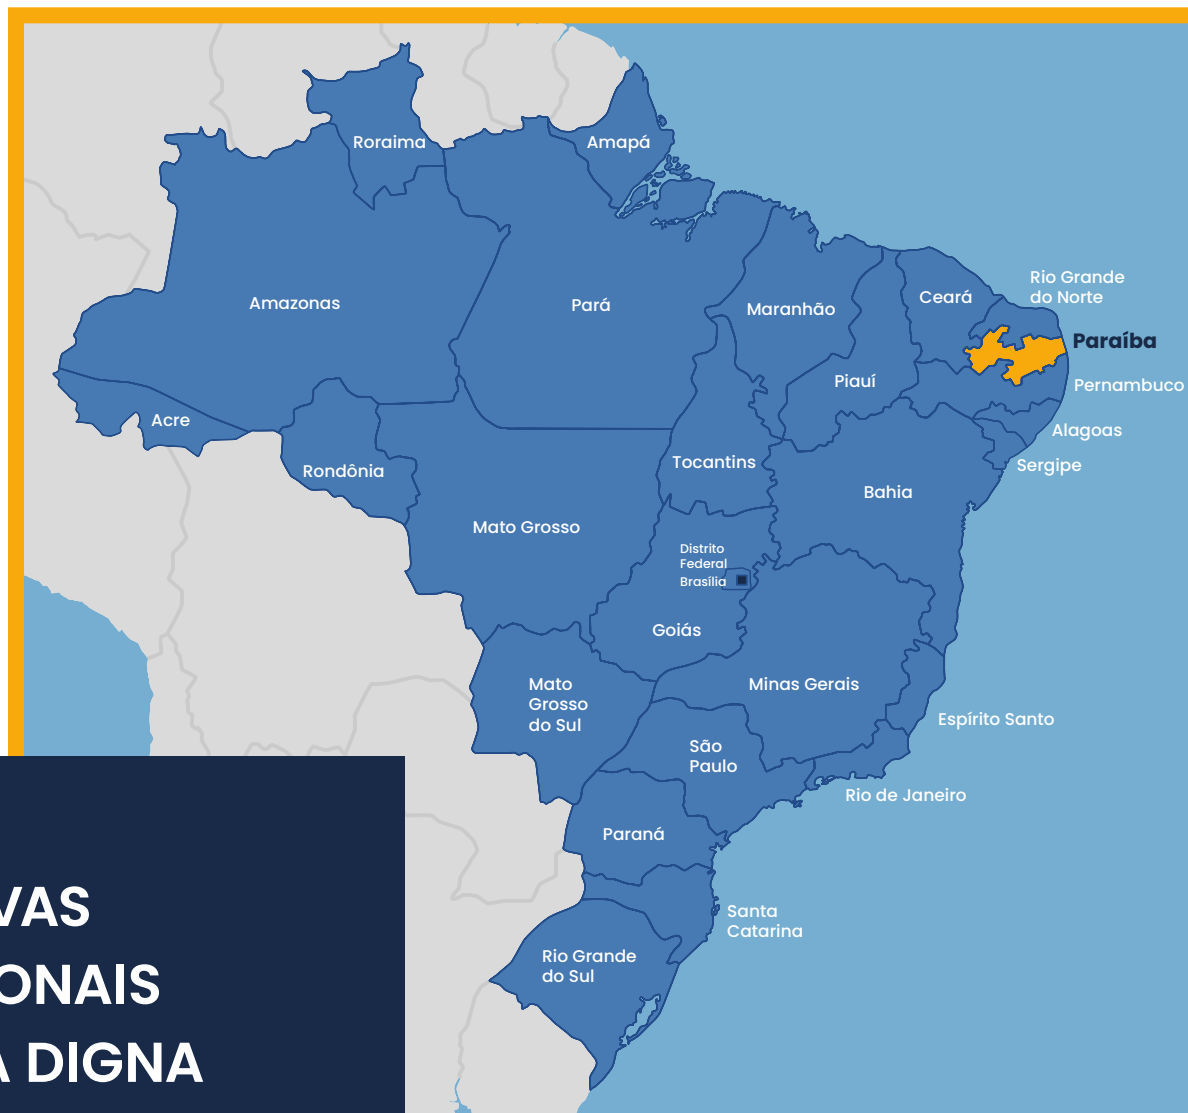 Roraima
Amapá
Amazonas
Pará
Maranhão
Ceará
Rio Grande
do Norte
Paraíba
Piauí
Pernambuco
Acre
Alagoas
Rondônia
Tocantins
Sergipe
Bahia
Mato Grosso
Distrito
Federal
Brasília
Goiás
Mato
Grosso
do Sul
Minas Gerais
Espírito Santo
São
Paulo
Rio de Janeiro
Paraná
Santa
Catarina
Rio Grande
do Sul
VAS
ONAIS
A DIGNA